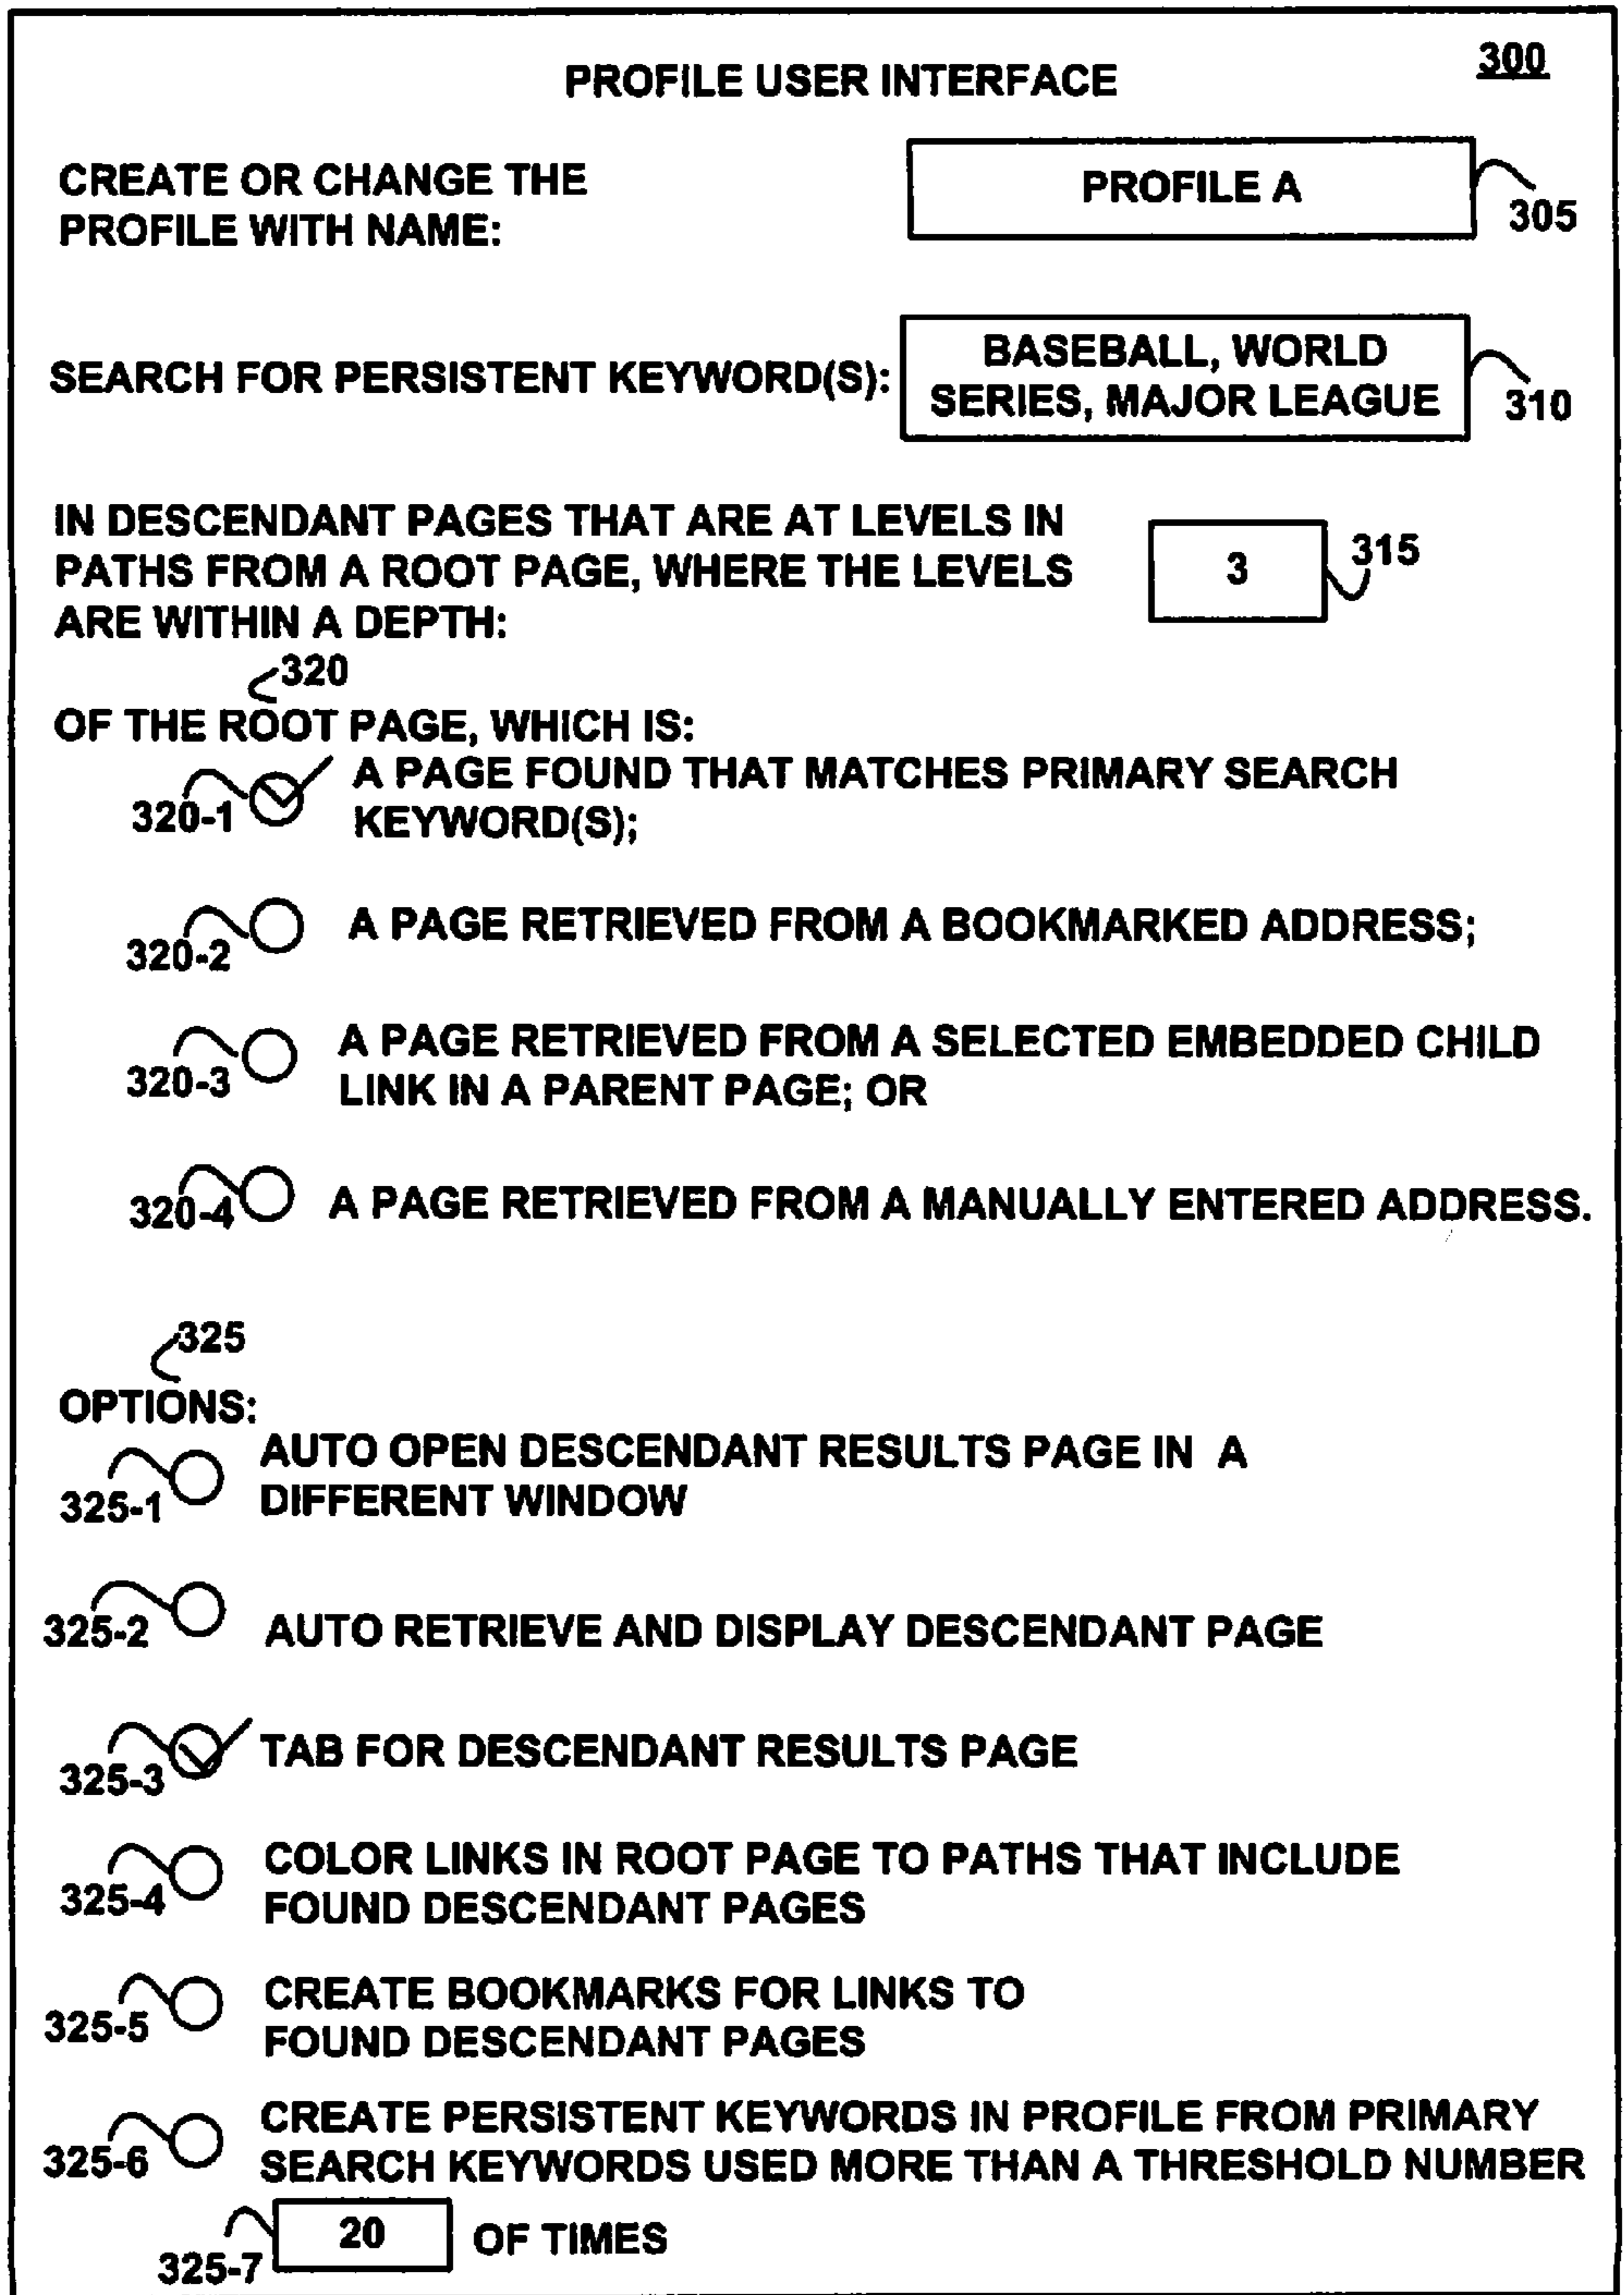 PROFILE USER INTERFACE
300
CREATE OR CHANGE THE
PROFILE WITH NAME:
PROFILE A
305
SEARCH FOR PERSISTENT KEYWORD(S):
BASEBALL, WORLD
SERIES, MAJOR LEAGUE
310
IN DESCENDANT PAGES THAT ARE AT LEVELS IN
PATHS FROM A ROOT PAGE, WHERE THE LEVELS
ARE WITHIN A DEPTH:
3
315
320
OF THE ROOT PAGE, WHICH IS:
320-1
A PAGE FOUND THAT MATCHES PRIMARY SEARCH
KEYWORD(S);
320-2
A PAGE RETRIEVED FROM A BOOKMARKED ADDRESS;
320-3
A PAGE RETRIEVED FROM A SELECTED EMBEDDED CHILD
LINK IN A PARENT PAGE; OR
320-4
A PAGE RETRIEVED FROM A MANUALLY ENTERED ADDRESS.
325
OPTIONS:
325-1
AUTO OPEN DESCENDANT RESULTS PAGE IN A
DIFFERENT WINDOW
325-2
AUTO RETRIEVE AND DISPLAY DESCENDANT PAGE
325-3
TAB FOR DESCENDANT RESULTS PAGE
325-4
COLOR LINKS IN ROOT PAGE TO PATHS THAT INCLUDE
FOUND DESCENDANT PAGES
325-5
CREATE BOOKMARKS FOR LINKS TO
FOUND DESCENDANT PAGES
325-6
CREATE PERSISTENT KEYWORDS IN PROFILE FROM PRIMARY
SEARCH KEYWORDS USED MORE THAN A THRESHOLD NUMBER
325-7
20
OF TIMES